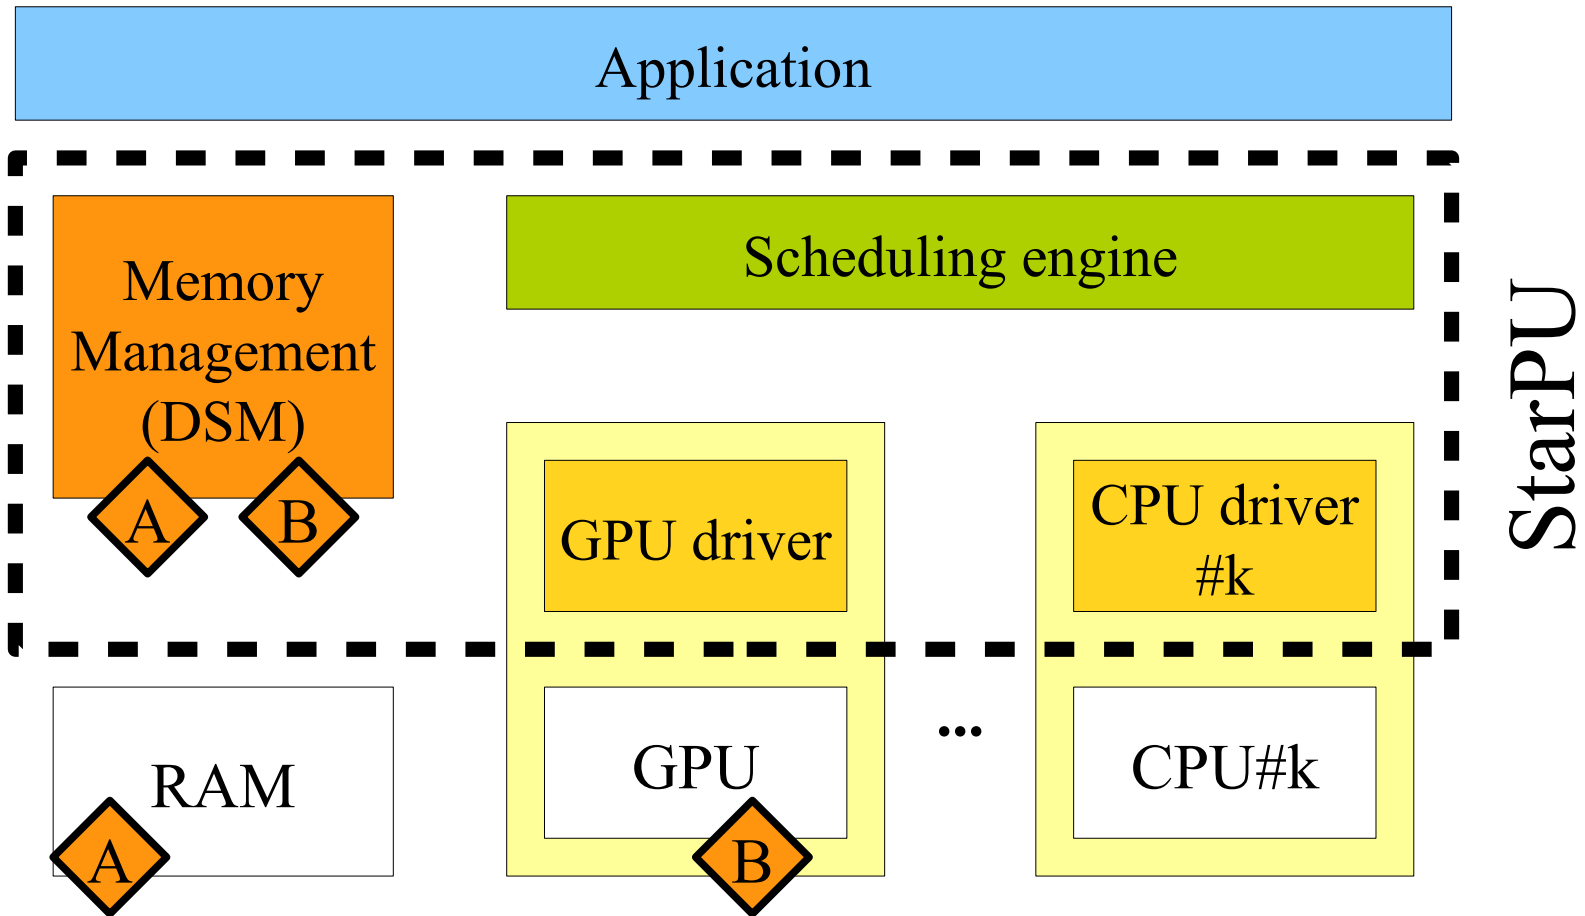 Application
Memory
Management
(DSM)
A
B
Scheduling engine
GPU driver
CPU driver
#k
StarPU
RAM
A
GPU
B
...
CPU#k